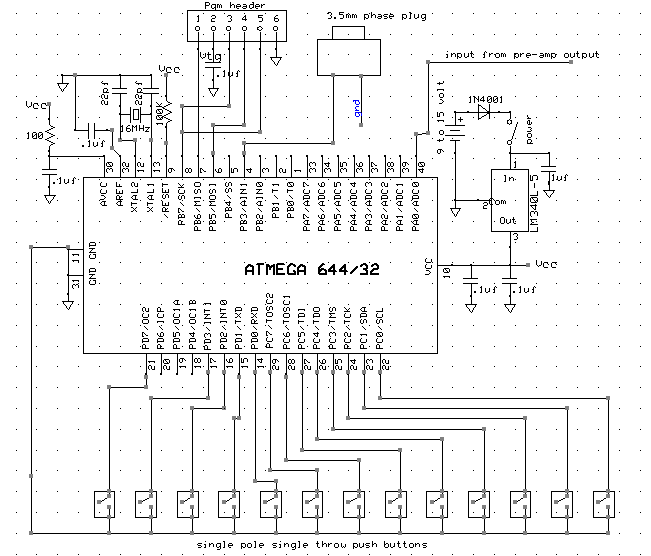 Pgm header
1 2 3 4 5 6
3.5mm phase plug
input from pre-amp output
Vcc
Vtg
.1uf
22pf
22pf
16MHz
100K
Vcc
100
.1uf
.1uf
gnd
9 to 15 volt
+
1N4001
power
1
In
Com
2
Out
3
LM340L-5
.1uf
Vcc
.1uf
.1uf
30 32 12 13 9 8 7 6 5 4 3 2 1 33 34 35 36 37 38 39 40
AVCC
AREF
XTAL2
XTAL1
/RESET
PB7/SCK
PB6/MISO
PB5/MOSI
PB4/SS
PB3/AIN1
PB2/AIN0
PB1/T1
PB0/T0
PA7/ADC7
PA6/ADC6
PA5/ADC5
PA4/ADC4
PA3/ADC3
PA2/ADC2
PA1/ADC1
PA0/ADC0
11 GND
31 GND
ATMEGA 644/32
VCC 10
PD7/OC2
PD6/ICP
PD5/OC1A
PD4/OC1B
PD3/INT1
PD2/INT0
PD1/TXD
PD0/RXD
PC7/TOSC2
PC6/TOSC1
PC5/TDI
PC4/TDO
PC3/TMS
PC2/TCK
PC1/SDA
PC0/SCL
21 20 19 18 17 16 15 14 29 28 27 26 25 24 23 22
single pole single throw push buttons